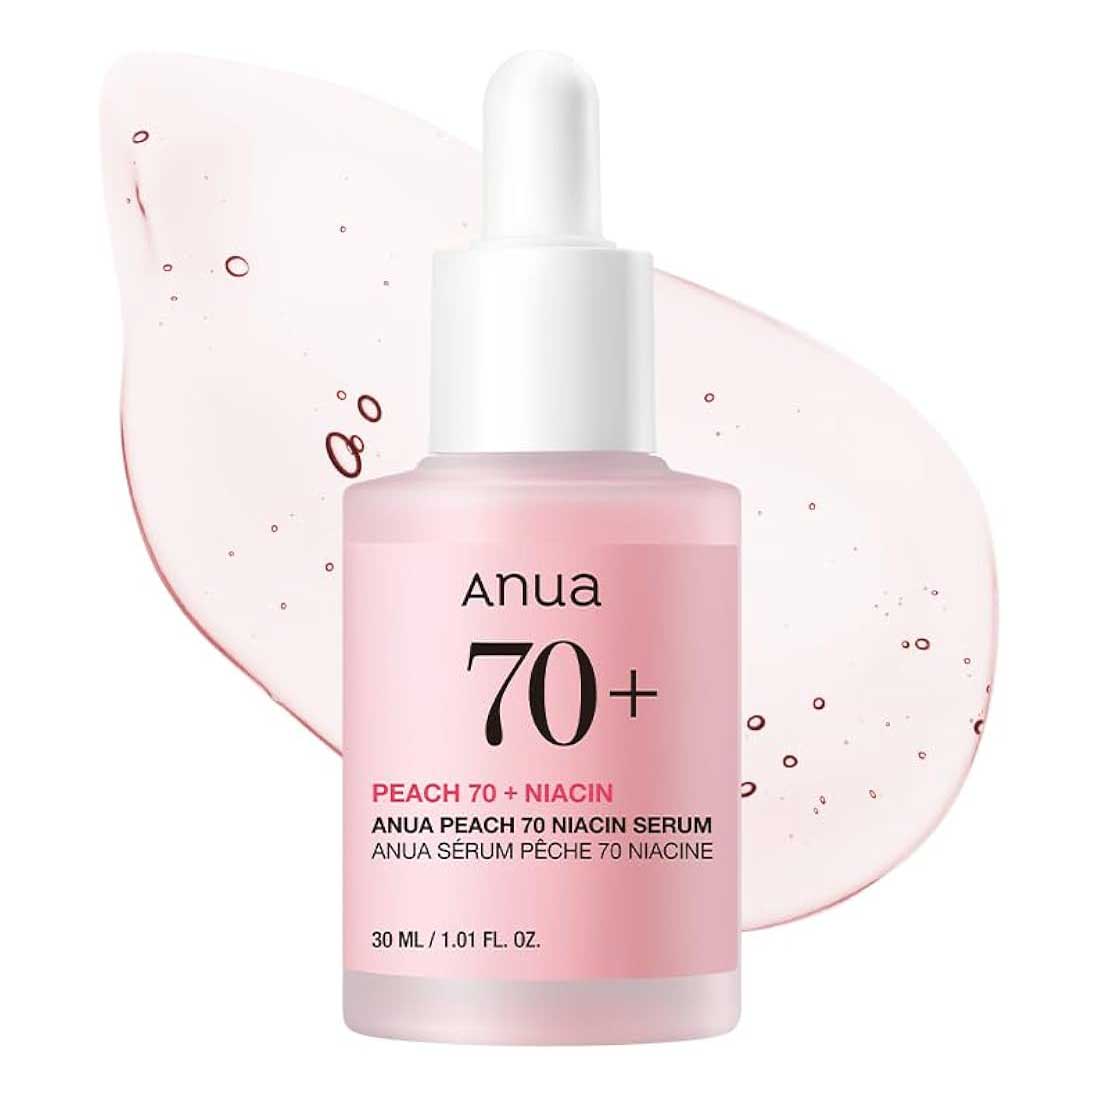 Anua
70+
PEACH 70 + NIACIN
ANUA PEACH 70 NIACIN SERUM
ANUA SÉRUM PÊCHE 70 NIACINE
30 ML / 1.01 FL. OZ.